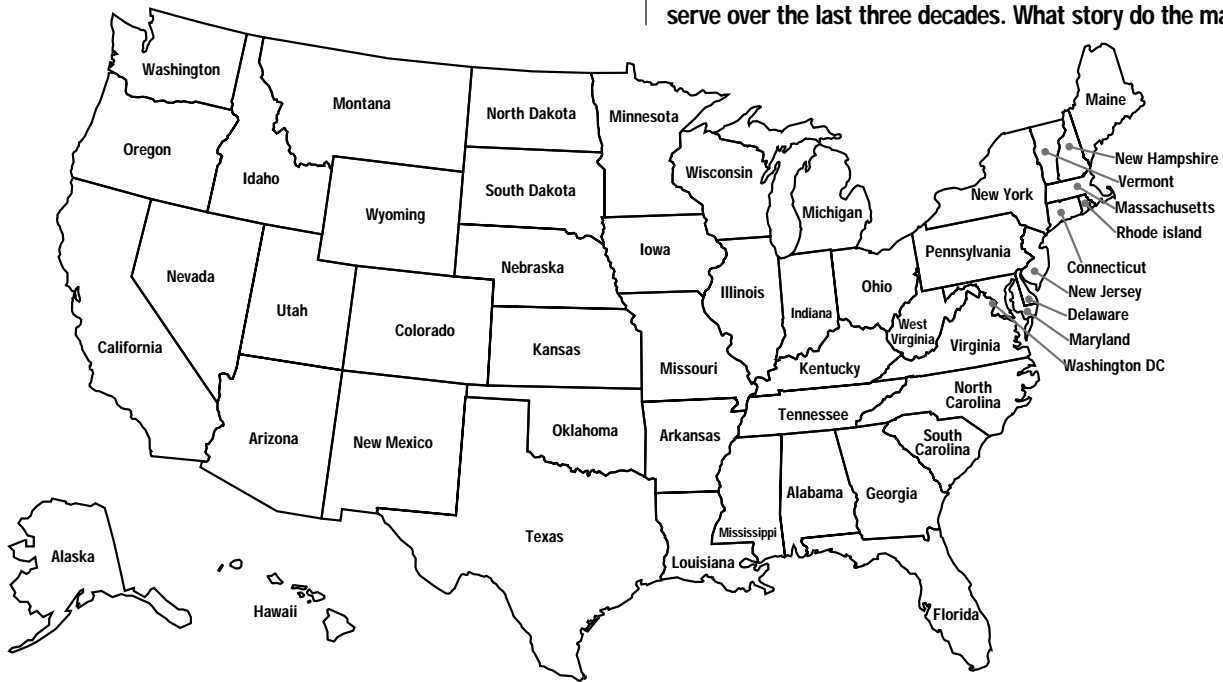 serve over the last three decades. What story do the ma
Washington
Montana
North Dakota
Minnesota
Maine
Oregon
Idaho
Wisconsin
New Hampshire
Vermont
South Dakota
Wyoming
Michigan
New York
Massachusetts
Rhode island
Iowa
Pennsylvania
Nebraska
Connecticut
Nevada
Illinois
Ohio
New Jersey
Utah
Indiana
Delaware
Colorado
West
Virginia
Maryland
California
Kansas
Virginia
Washington DC
Missouri
Kentucky
North
Carolina
Tennessee
Oklahoma
Arkansas
Arizona
New Mexico
South
Carolina
Alabama
Georgia
Mississippi
Texas
Alaska
Louisiana
Hawaii
Florida